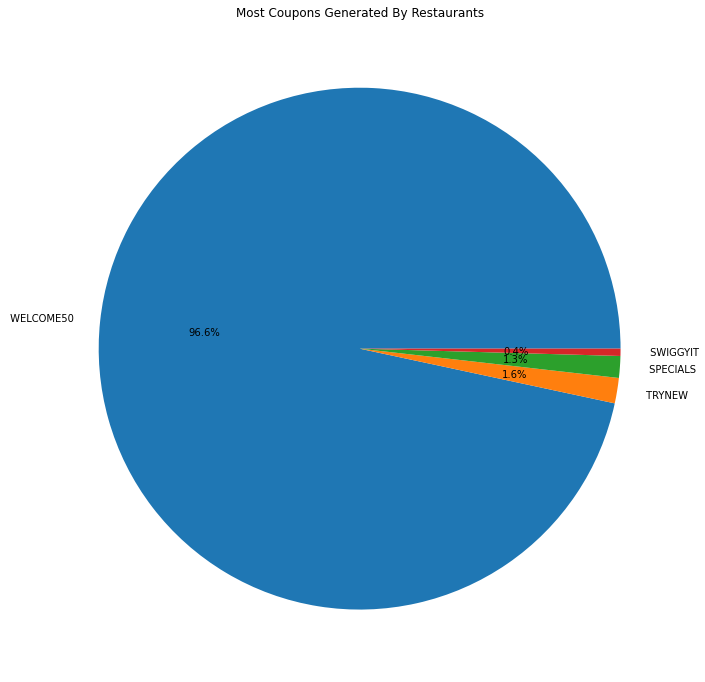 Most Coupons Generated By Restaurants
WELCOME50
96.6%
0.4%
SWIGGYIT
1.3%
SPECIALS
1.6%
TRYNEW